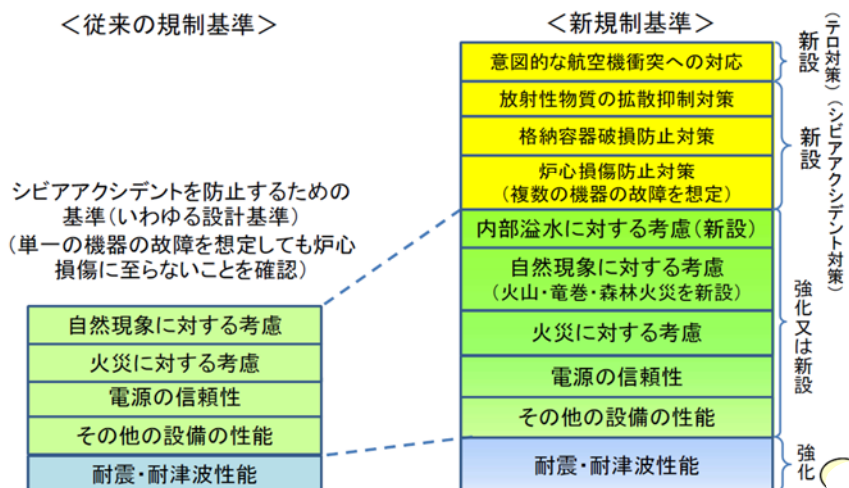 <従来の規制基準>
シビアアクシデントを防止するための
基準(いわゆる設計基準)
(単一の機器の故障を想定しても炉心
損傷に至らないことを確認)
自然現象に対する考慮
火災に対する考慮
電源の信頼性
その他の設備の性能
耐震・耐津波性能
<新規制基準>
意図的な航空機衝突への対応
放射性物質の拡散抑制対策
格納容器破損防止対策
炉心損傷防止対策
(複数の機器の故障を想定)
内部溢水に対する考慮(新設)
自然現象に対する考慮
(火山・竜巻・森林火災を新設)
火災に対する考慮
電源の信頼性
その他の設備の性能
耐震・耐津波性能
新設
(テロ対策)
新設
(シビアアクシデント対策)
強化又は新設
強化